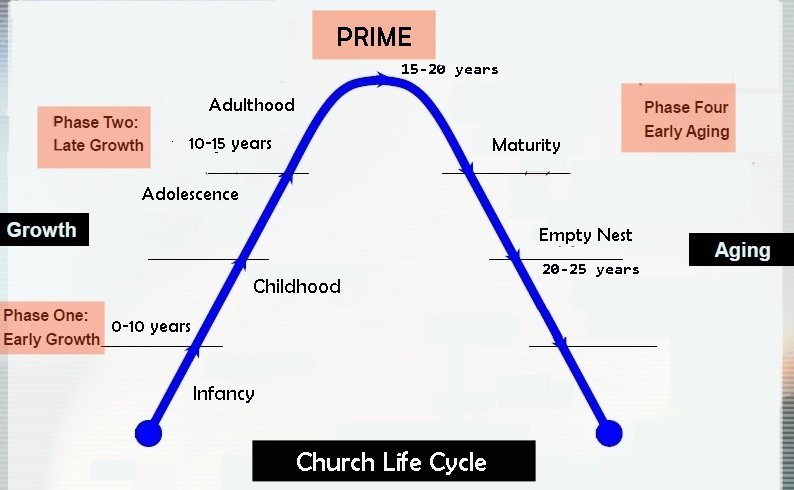 PRIME
15-20 years
Adulthood
Phase Two:
Late Growth
10-15 years
Phase Four
Early Aging
Maturity
Adolescence
Growth
Empty Nest
Aging
20-25 years
Childhood
Phase One:
Early Growth
0-10 years
Infancy
Church Life Cycle